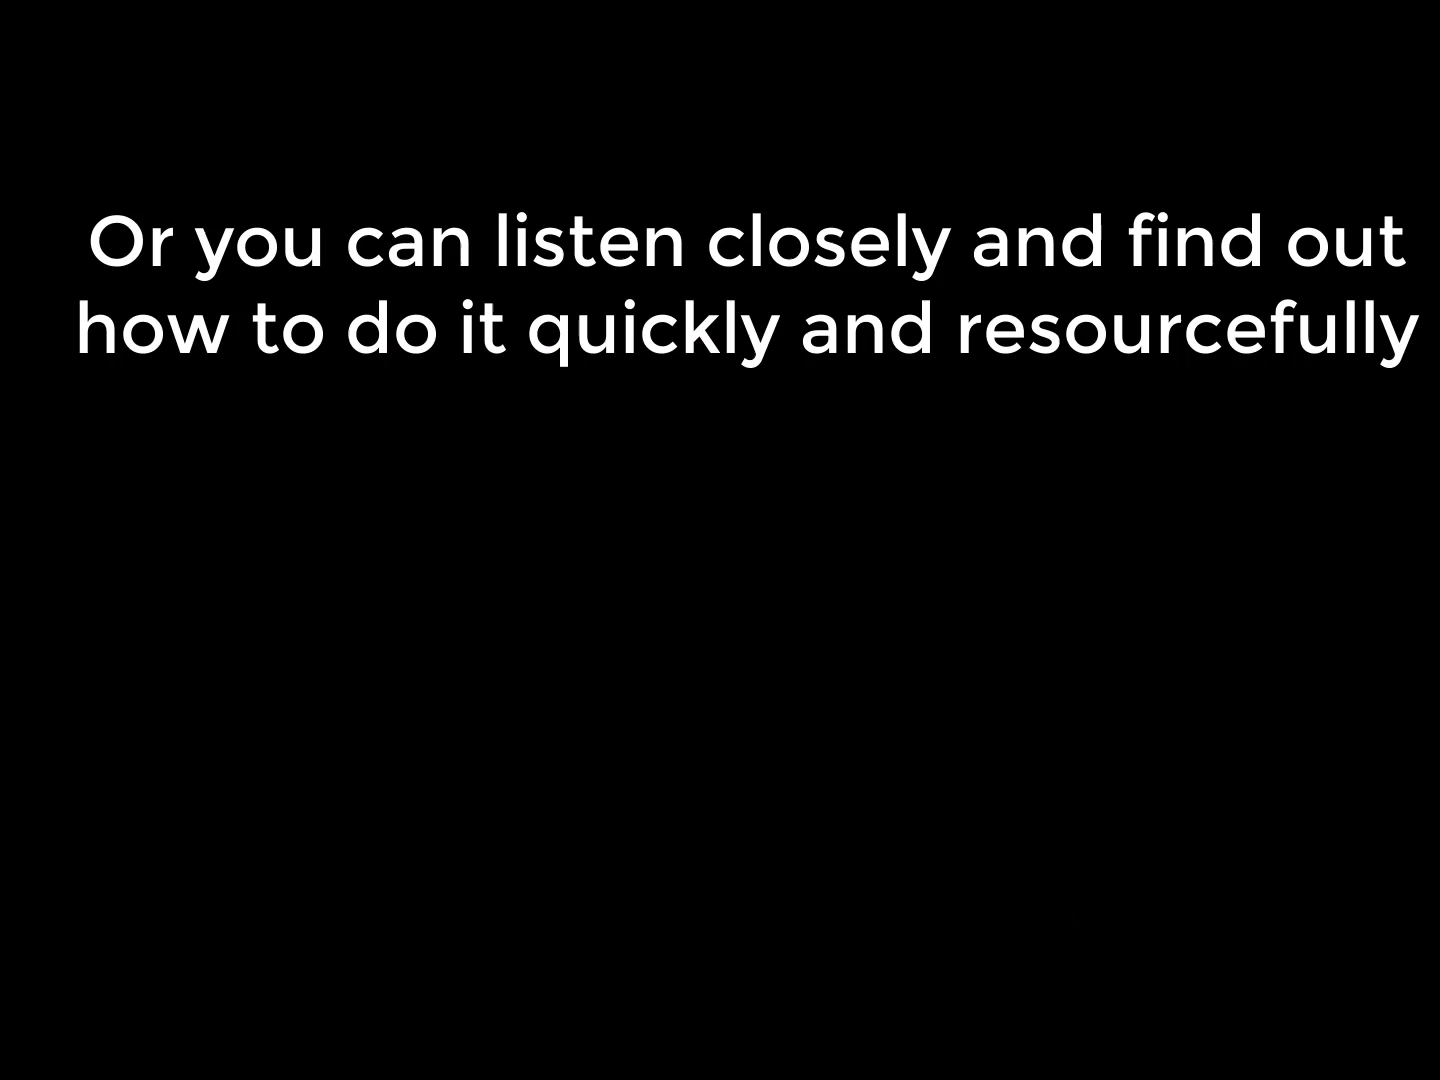 Or you can listen closely and find out
how to do it quickly and resourcefully